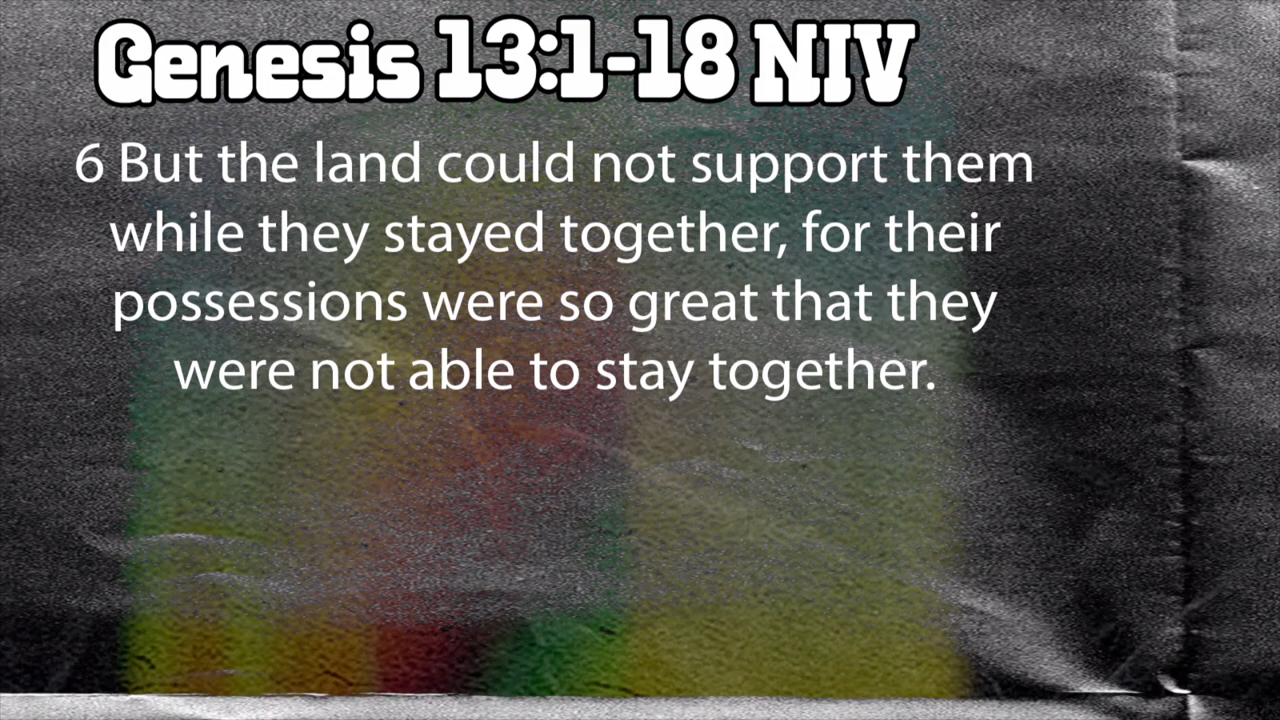 Genesis 13:1-18 NIV
6 But the land could not support them
while they stayed together, for their
possessions were so great that they
were not able to stay together.